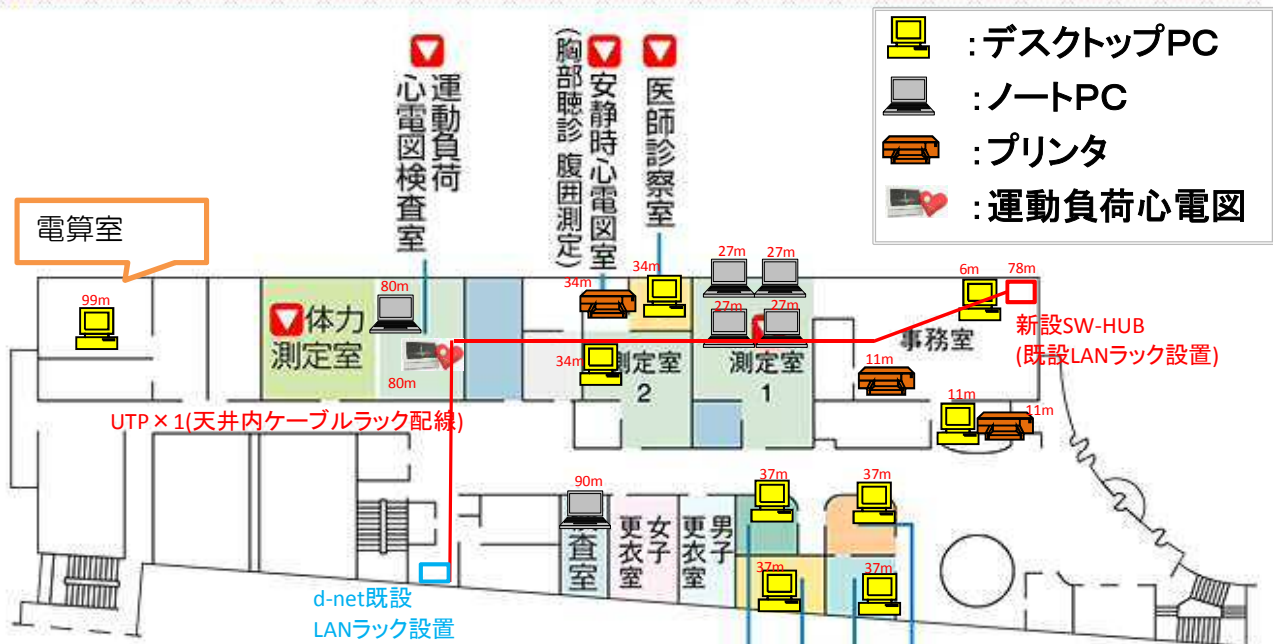 :デスクトップPC
:ノートPC
:プリンタ
:運動負荷心電図
運動負荷
心電図検査室
安静時心電図室
(胸部聴診 腹囲測定)
医師診察室
電算室
99m
80m
80m
体力
測定室
34m
34m
34m
27m
27m
27m
27m
測定室
2
測定室
1
6m
78m
新設SW-HUB
(既設LANラック設置)
事務室
11m
11m
11m
UTP×1(天井内ケーブルラック配線)
90m
査室
女子
更衣室
男子
更衣室
37m
37m
37m
37m
d-net既設
LANラック設置